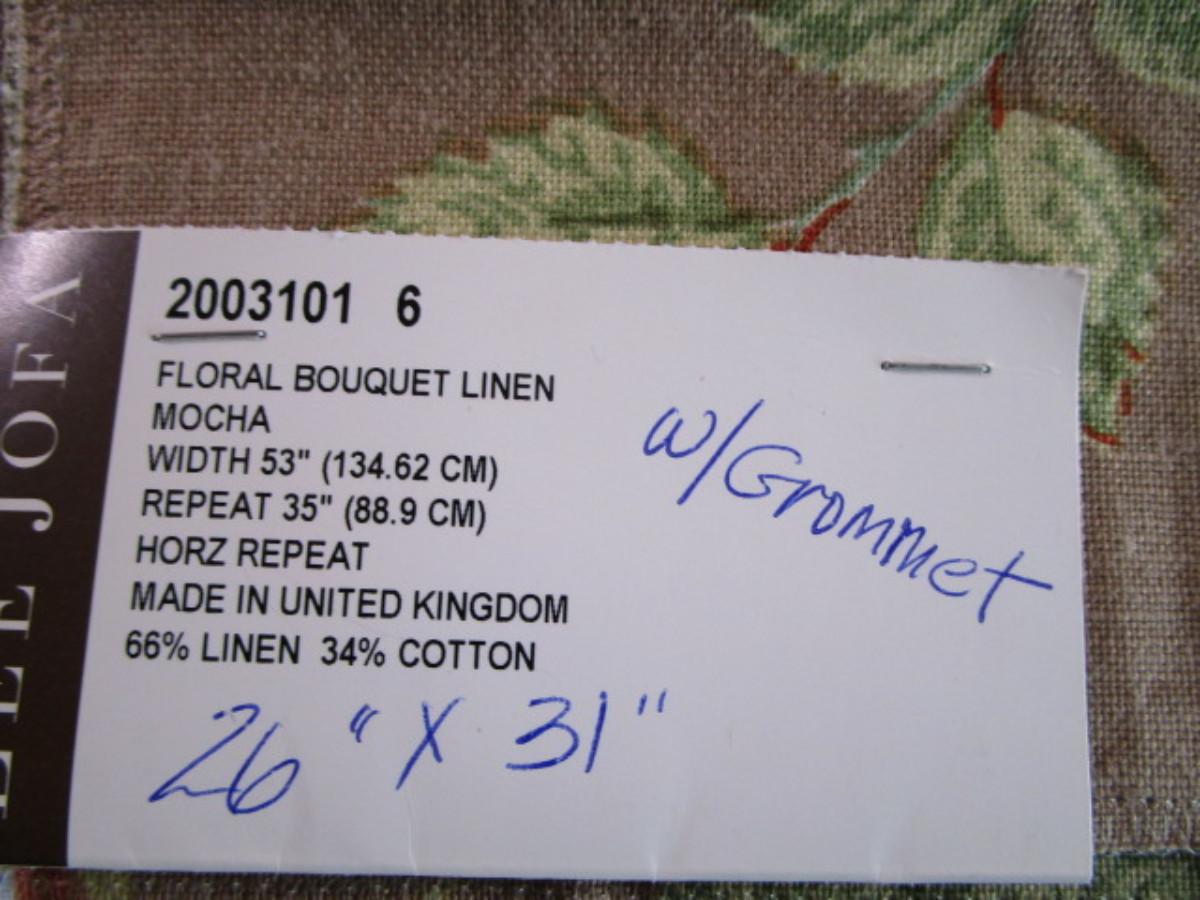 LEE JOFA
2003101 6
FLORAL BOUQUET LINEN
MOCHA
WIDTH 53" (134.62 CM)
REPEAT 35" (88.9 CM)
HORZ REPEAT
MADE IN UNITED KINGDOM
66% LINEN 34% COTTON
w/Grommet
26" X 31"